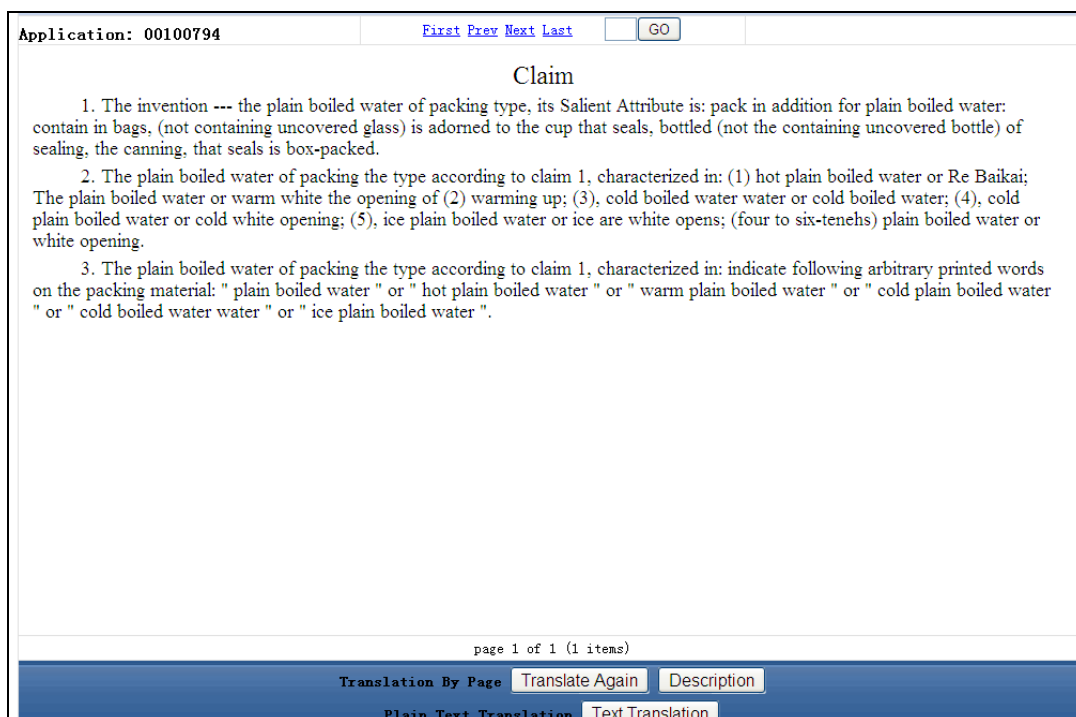 Application: 00100794 First Prev Next Last GO
Claim
1. The invention --- the plain boiled water of packing type, its Salient Attribute is: pack in addition for plain boiled water:
contain in bags, (not containing uncovered glass) is adorned to the cup that seals, bottled (not the containing uncovered bottle) of
sealing, the canning, that seals is box-packed.
2. The plain boiled water of packing the type according to claim 1, characterized in: (1) hot plain boiled water or Re Baikai;
The plain boiled water or warm white the opening of (2) warming up; (3), cold boiled water water or cold boiled water; (4), cold
plain boiled water or cold white opening; (5), ice plain boiled water or ice are white opens; (four to six-tenehs) plain boiled water or
white opening.
3. The plain boiled water of packing the type according to claim 1, characterized in: indicate following arbitrary printed words
on the packing material: " plain boiled water " or " hot plain boiled water " or " warm plain boiled water " or " cold plain boiled water
" or " cold boiled water water " or " ice plain boiled water ".
page 1 of 1 (1 items)
Translation By Page Translate Again Description
Plain Text Translation Text Translation